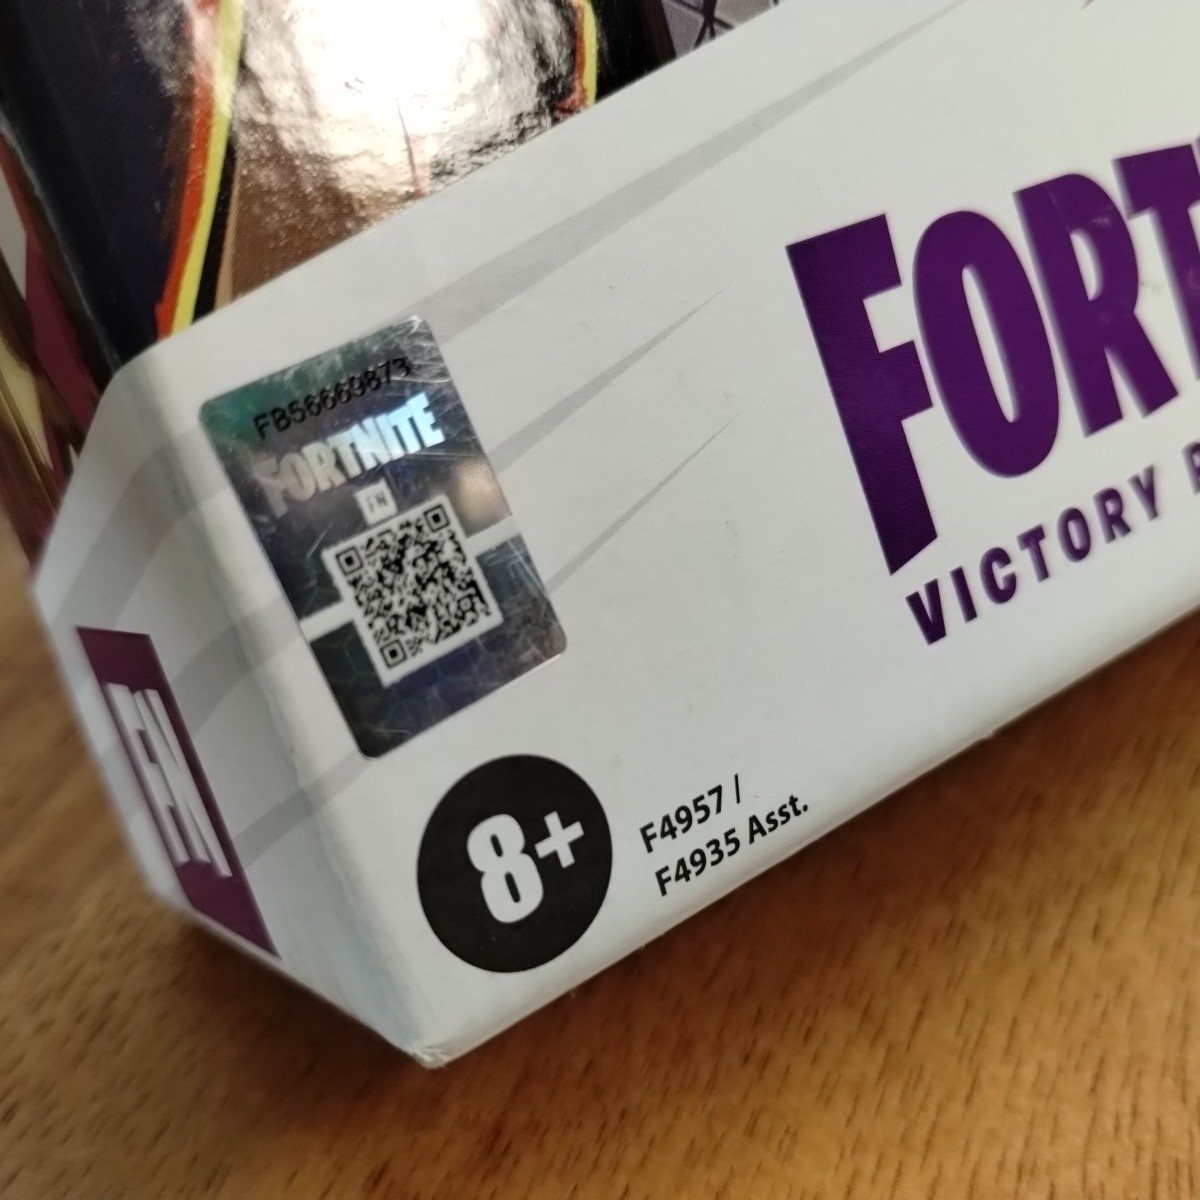 FB56669873
FORTNITE
FN
FORT
VICTORY
FN
8+
F4957 /
F4935 Asst.